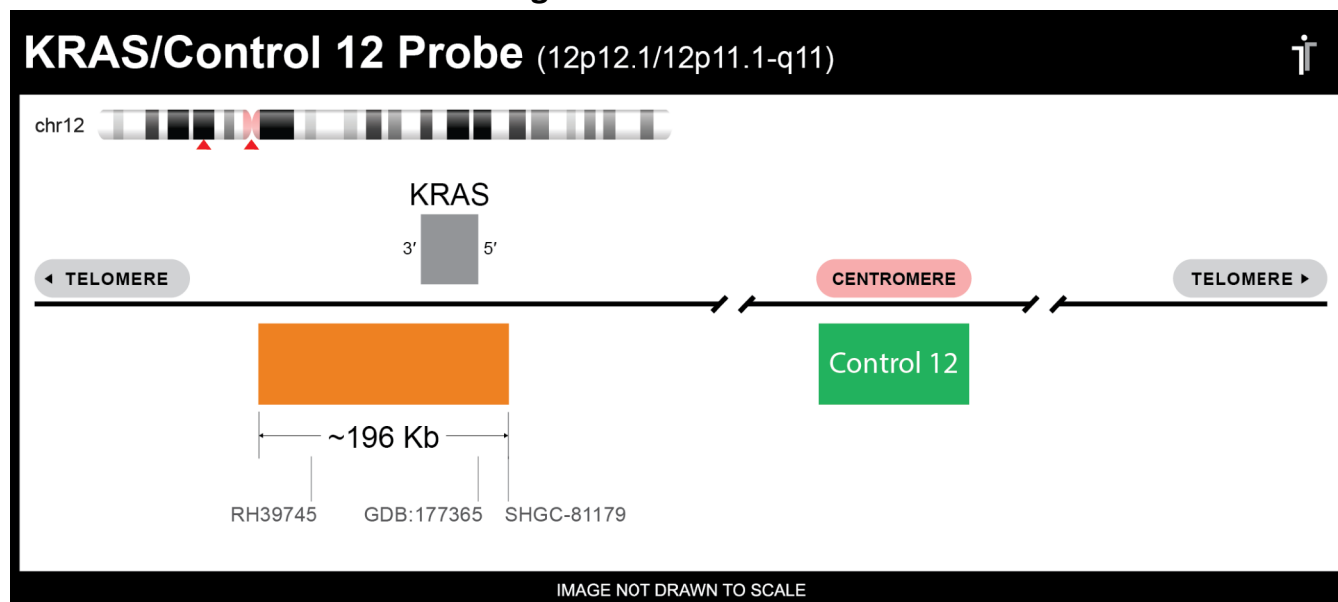 KRAS/Control 12 Probe (12p12.1/12p11.1-q11)
chr12
KRAS
3′ 5′
◂ TELOMERE CENTROMERE TELOMERE ▸
Control 12
~196 Kb
RH39745 GDB:177365 SHGC-81179
IMAGE NOT DRAWN TO SCALE